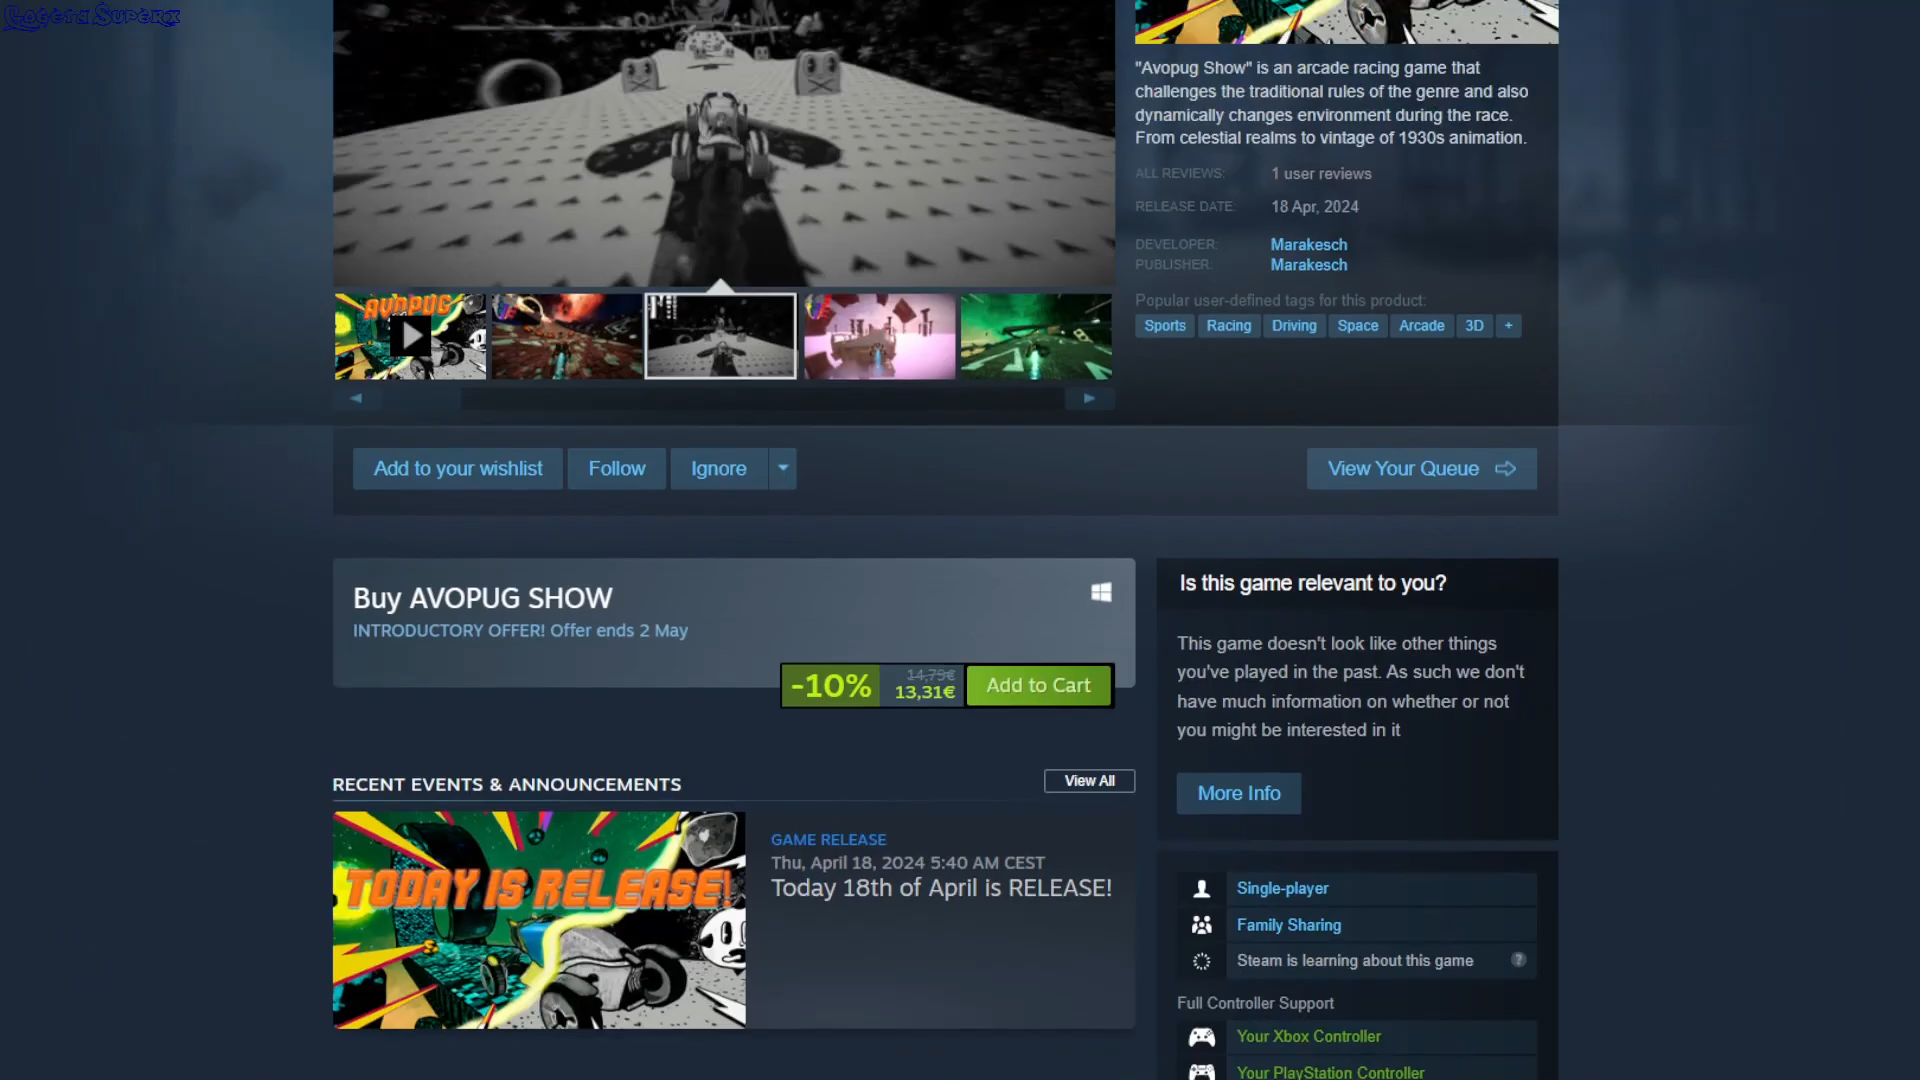 Rogeta SuperX
"Avopug Show" is an arcade racing game that
challenges the traditional rules of the genre and also
dynamically changes environment during the race.
From celestial realms to vintage of 1930s animation.
ALL REVIEWS: 1 user reviews
RELEASE DATE: 18 Apr, 2024
DEVELOPER: Marakesch
PUBLISHER: Marakesch
Popular user-defined tags for this product:
Sports Racing Driving Space Arcade 3D +
AVOPUG
Add to your wishlist Follow Ignore View Your Queue
Buy AVOPUG SHOW
INTRODUCTORY OFFER! Offer ends 2 May
-10% 14,79€ 13,31€ Add to Cart
Is this game relevant to you?
This game doesn't look like other things
you've played in the past. As such we don't
have much information on whether or not
you might be interested in it
More Info
RECENT EVENTS & ANNOUNCEMENTS View All
TODAY IS RELEASE!
GAME RELEASE
Thu, April 18, 2024 5:40 AM CEST
Today 18th of April is RELEASE!
Single-player
Family Sharing
Steam is learning about this game ?
Full Controller Support
Your Xbox Controller
Your PlayStation Controller